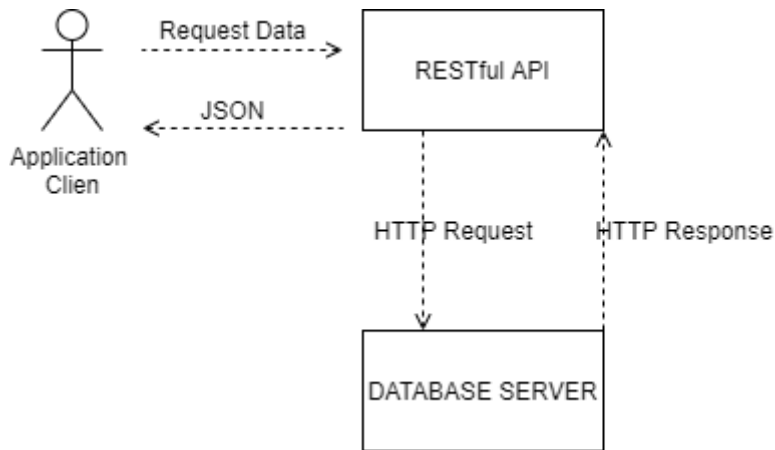 Request Data
RESTful API
JSON
Application
Clien
HTTP Request
HTTP Response
DATABASE SERVER